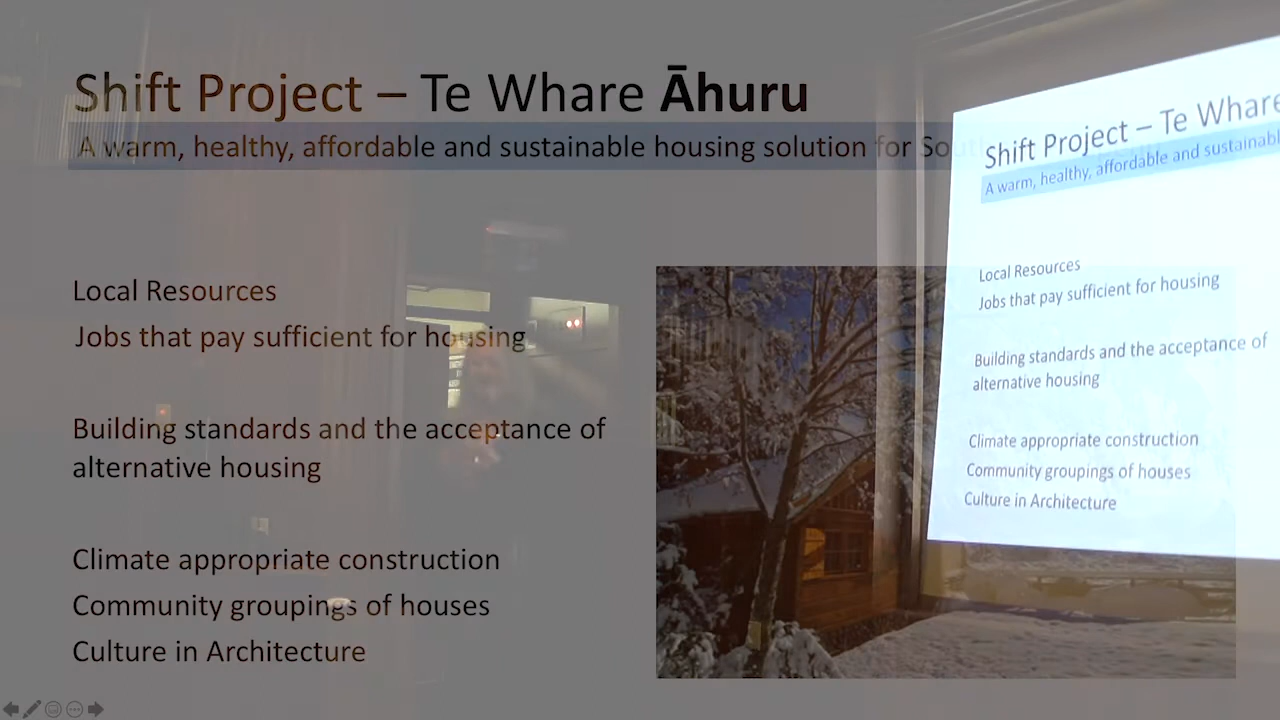 Shift Project – Te Whare Āhuru
A warm, healthy, affordable and sustainable housing solution for
Local Resources
Jobs that pay sufficient for housing
Building standards and the acceptance of
alternative housing
Climate appropriate construction
Community groupings of houses
Culture in Architecture
Shift Project – Te Whare
A warm, healthy, affordable and
Local Resources
Jobs that pay sufficient for housing
Building standards and the acceptance of
alternative housing
Climate appropriate construction
Community groupings of houses
Culture in Architecture